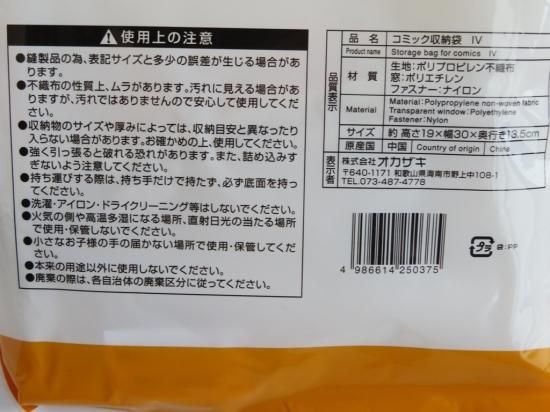 使用上の注意
●縫製品の為、表記サイズと多少の誤差が生じる場合があ
ります。
●不織布の性質上、ムラがあります。汚れに見える場合があり
ますが、汚れではありませんので安心して使用してくださ
い。
●収納物のサイズや厚みによっては、収納目安と異なったり
入らない場合があります。お確かめの上、使用してください。
●強く引っ張ると破れる恐れがあります。また、詰め込みす
ぎないよう注意してください。
●持ち運びする際は、持ち手だけで持たず、必ず底面を持っ
てください。
●洗濯・アイロン・ドライクリーニング等はしないでください。
●火気の側や高温多湿になる場所、直射日光の当たる場所
で使用・保管しないでください。
●小さなお子様の手の届かない場所で使用・保管してくだ
さい。
●本来の用途以外に使用しないでください。
●廃棄の際は、各自治体の廃棄区分に従ってください。
品質表示
品 名 コミック収納袋 Ⅳ
Product name Storage bag for comics Ⅳ
材 質 生地:ポリプロピレン不織布
窓:ポリエチレン
ファスナー:ナイロン
Material Material:Polypropylene non-woven fabric
Transparent window:Polyethylene
Fastener:Nylon
サイズ 約 高さ19×幅30×奥行き13.5cm
原産国 中国 Country of origin China
表示者 株式会社オカザキ
〒640-1171 和歌山県海南市野上中108-1
TEL.073-487-4778
4 986614 250375
プラ 袋:PP